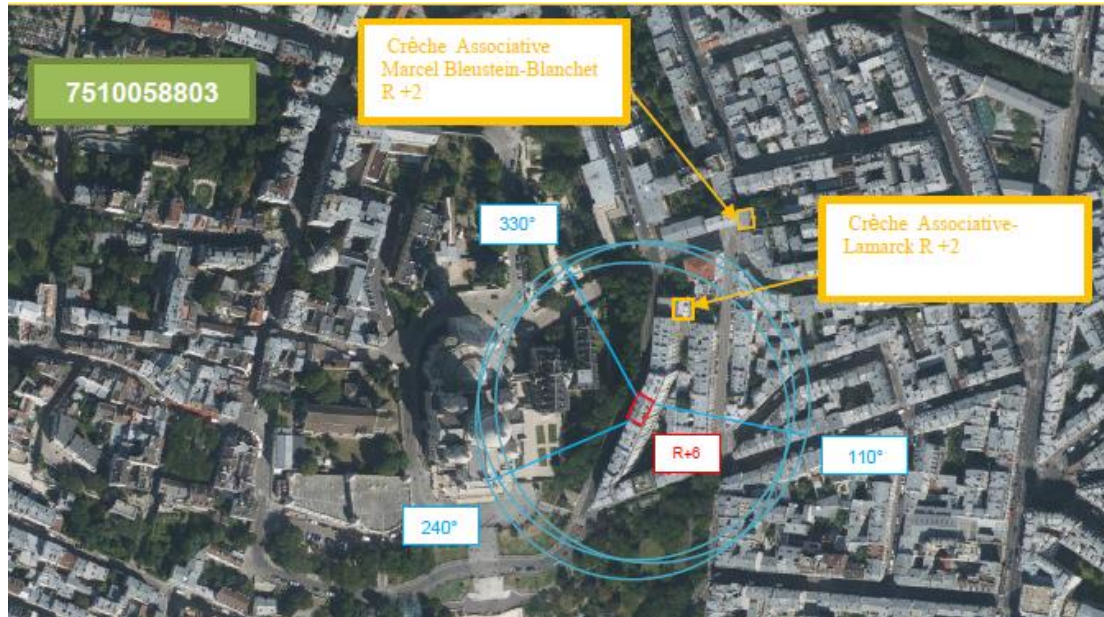 Crèche Associative
Marcel Bleustein-Blanchet
R +2
7510058803
Crèche Associative-
Lamarck R +2
330°
R+6
110°
240°